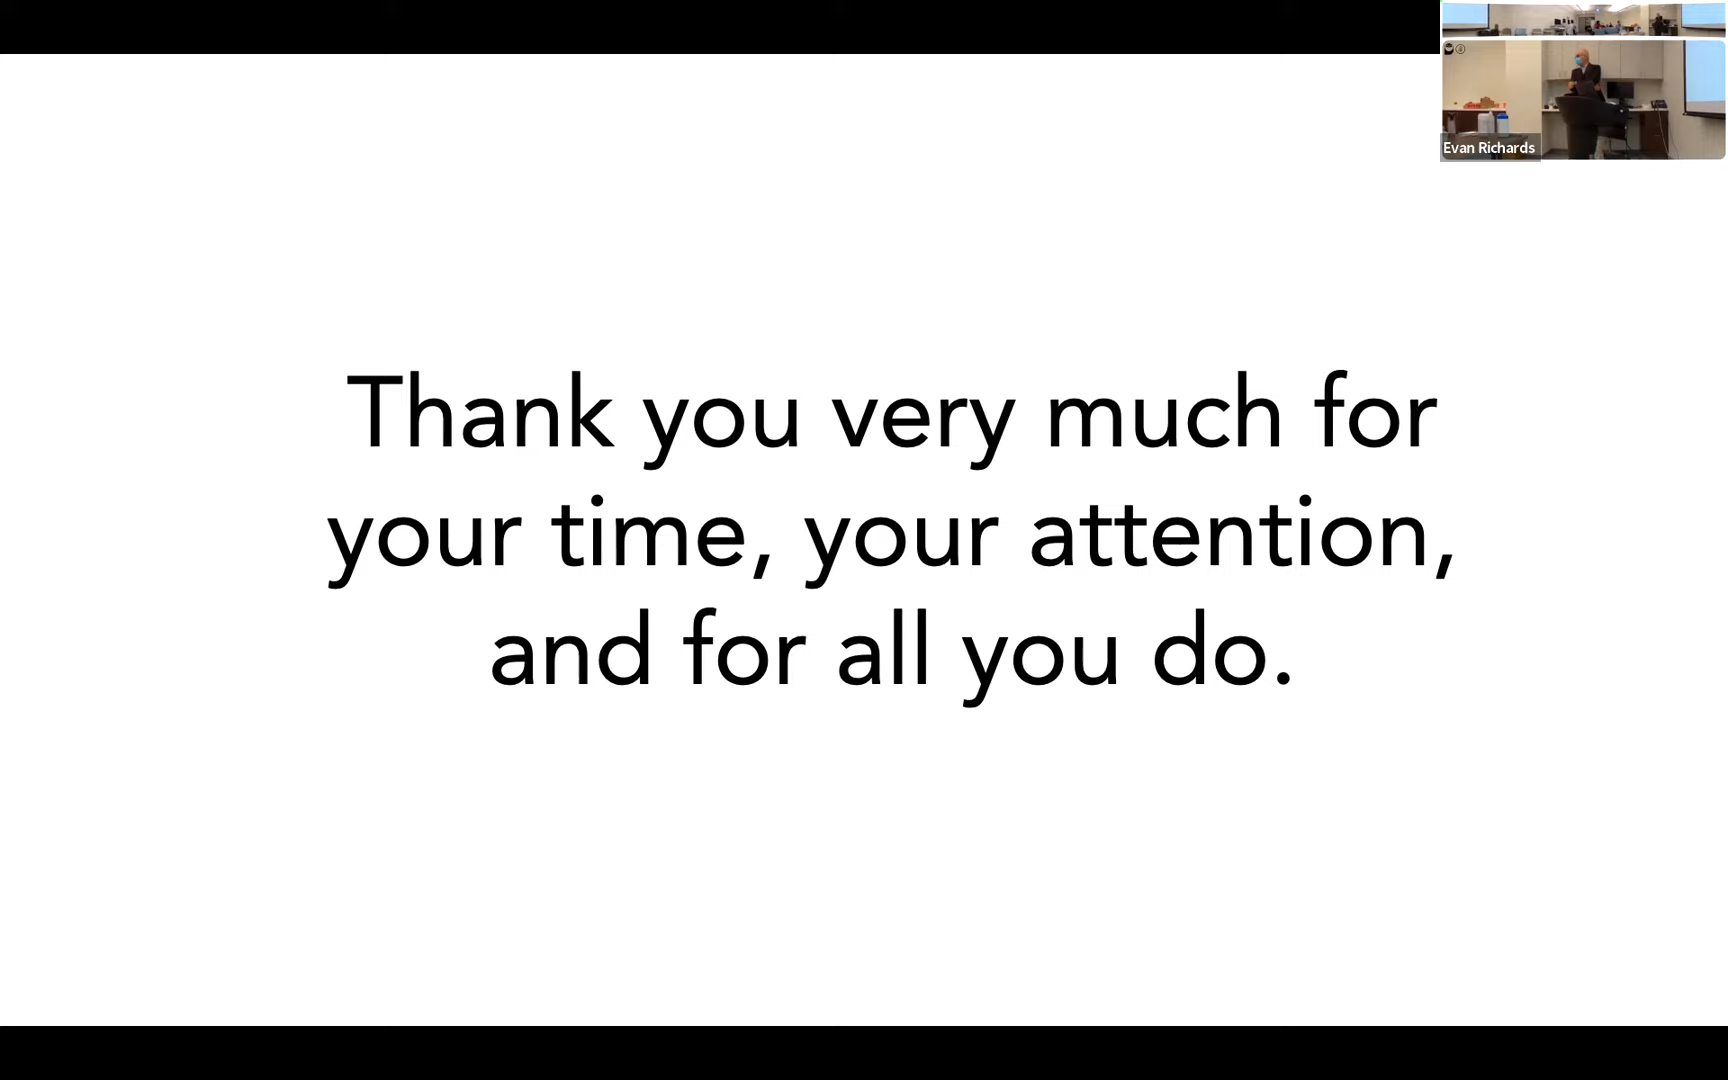 Evan Richards
Thank you very much for
your time, your attention,
and for all you do.